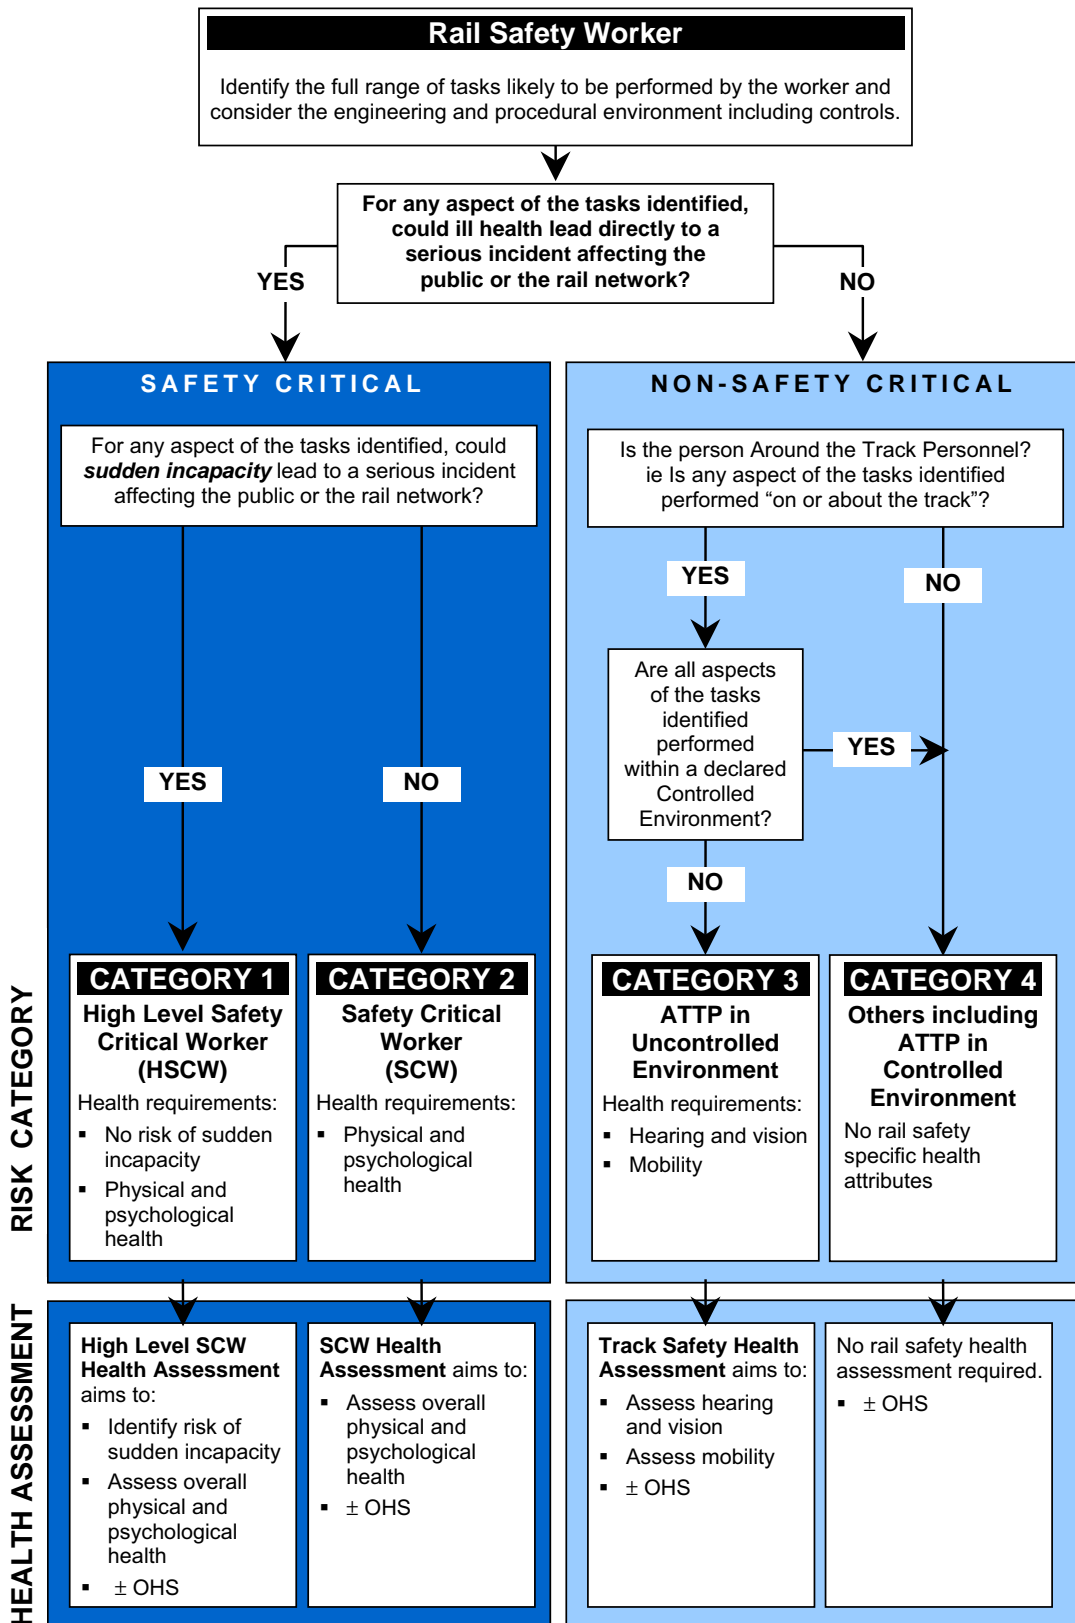 Rail Safety Worker
Identify the full range of tasks likely to be performed by the worker and
consider the engineering and procedural environment including controls.
For any aspect of the tasks identified,
could ill health lead directly to a
serious incident affecting the
public or the rail network?
YES
NO
SAFETY CRITICAL
For any aspect of the tasks identified, could
sudden incapacity lead to a serious incident
affecting the public or the rail network?
YES
NO
NON-SAFETY CRITICAL
Is the person Around the Track Personnel?
ie Is any aspect of the tasks identified
performed “on or about the track”?
YES
NO
Are all aspects
of the tasks
identified
performed
within a declared
Controlled
Environment?
YES
NO
RISK CATEGORY
CATEGORY 1
High Level Safety
Critical Worker
(HSCW)
Health requirements:
▪ No risk of sudden
incapacity
▪ Physical and
psychological
health
CATEGORY 2
Safety Critical
Worker
(SCW)
Health requirements:
▪ Physical and
psychological
health
CATEGORY 3
ATTP in
Uncontrolled
Environment
Health requirements:
▪ Hearing and vision
▪ Mobility
CATEGORY 4
Others including
ATTP in
Controlled
Environment
No rail safety
specific health
attributes
HEALTH ASSESSMENT
High Level SCW
Health Assessment
aims to:
▪ Identify risk of
sudden incapacity
▪ Assess overall
physical and
psychological
health
▪ ± OHS
SCW Health
Assessment aims to:
▪ Assess overall
physical and
psychological
health
▪ ± OHS
Track Safety Health
Assessment aims to:
▪ Assess hearing
and vision
▪ Assess mobility
▪ ± OHS
No rail safety health
assessment required.
▪ ± OHS